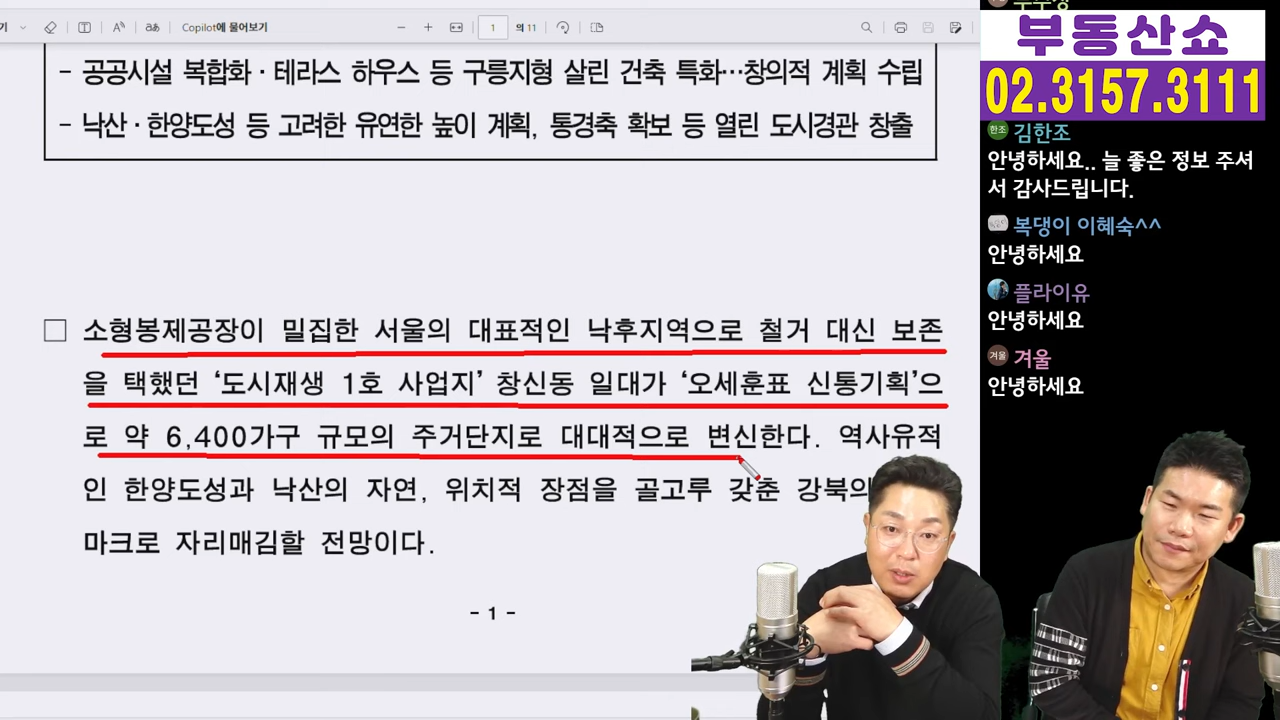 기
Copilot에 물어보기
1
의 11
- 공공시설 복합화 · 테라스 하우스 등 구릉지형 살린 건축 특화…창의적 계획 수립
- 낙산 · 한양도성 등 고려한 유연한 높이 계획, 통경축 확보 등 열린 도시경관 창출
□ 소형봉제공장이 밀집한 서울의 대표적인 낙후지역으로 철거 대신 보존
을 택했던 ‘도시재생 1호 사업지’ 창신동 일대가 ‘오세훈표 신통기획’으
로 약 6,400가구 규모의 주거단지로 대대적으로 변신한다. 역사유적
인 한양도성과 낙산의 자연, 위치적 장점을 골고루 갖춘 강북의
마크로 자리매김할 전망이다.
- 1 -
부동산쇼
02.3157.3111
한조 김한조
안녕하세요.. 늘 좋은 정보 주셔
서 감사드립니다.
복댕이 이혜숙^^
안녕하세요
플라이유
안녕하세요
겨울 겨울
안녕하세요